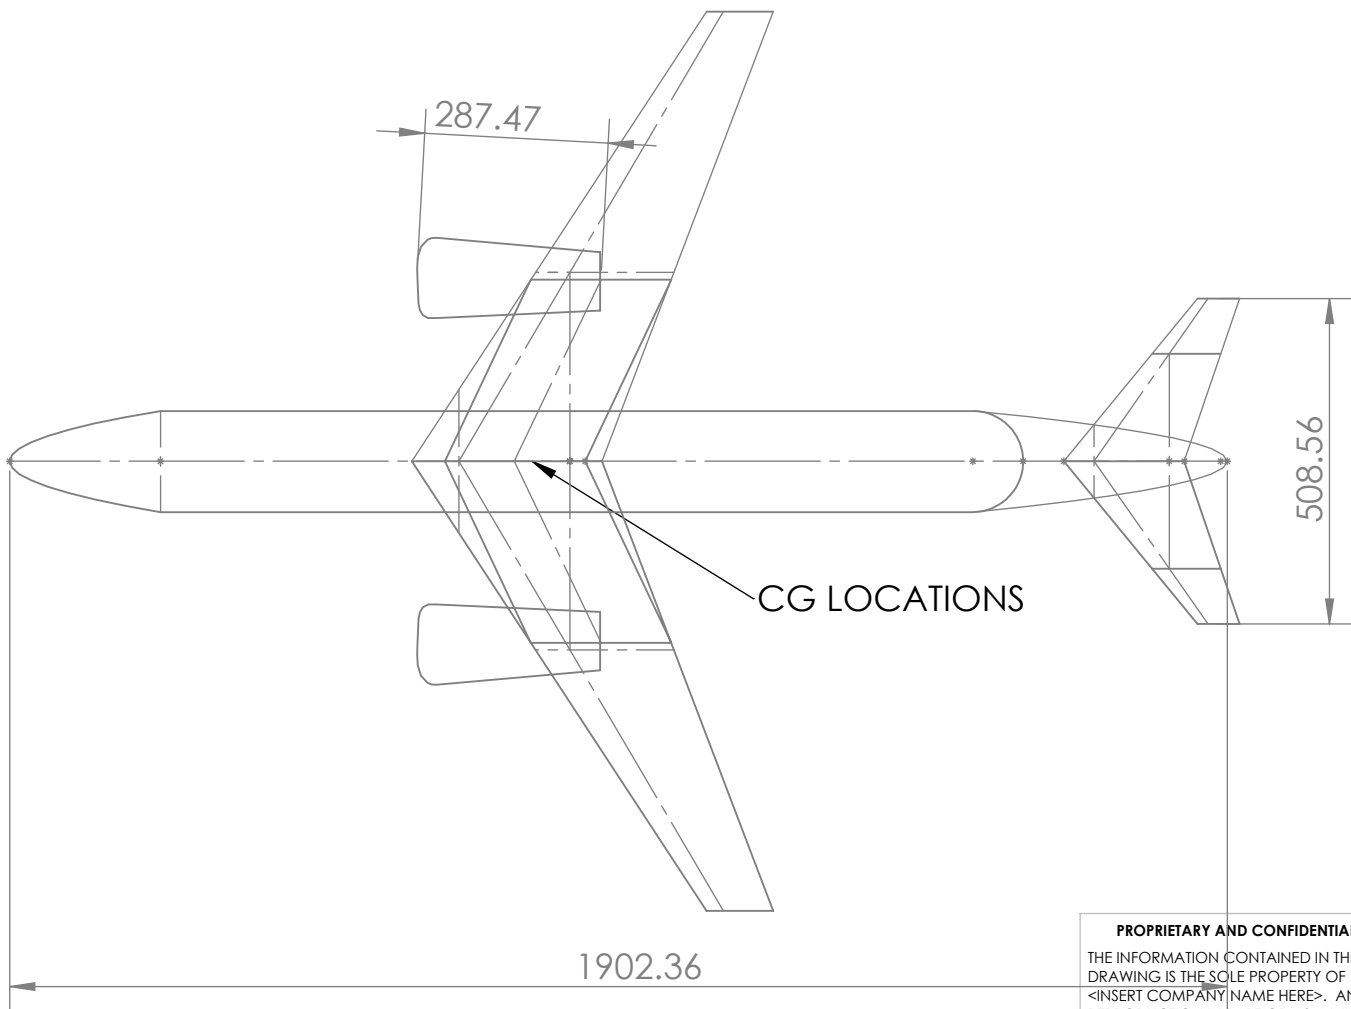 287.47
508.56
CG LOCATIONS
1902.36
PROPRIETARY AND CONFIDENTIAL
THE INFORMATION CONTAINED IN
DRAWING IS THE SOLE PROPERTY OF
<INSERT COMPANY NAME HERE>.